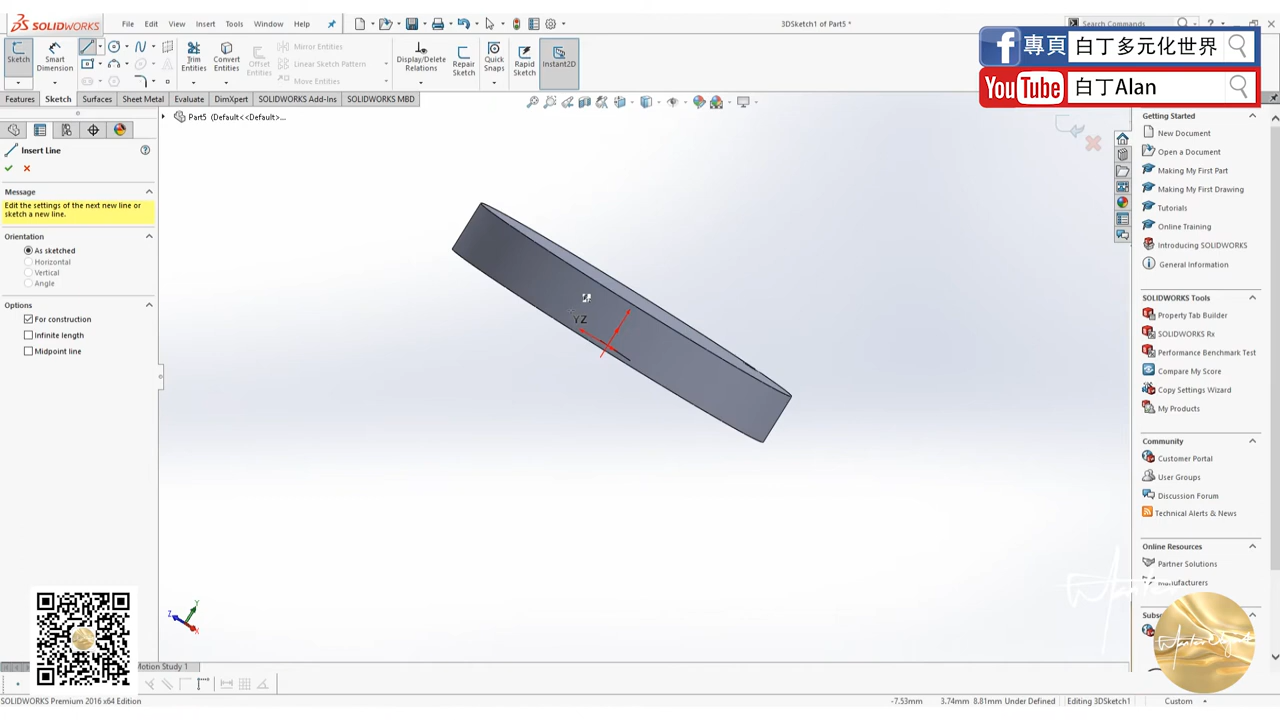 SOLIDWORKS
File
Edit
View
Insert
Tools
Window
Help
3DSketch1 of Part5 *
Search Commands
專頁
白丁多元化世界
YouTube
白丁Alan
Sketch
Smart Dimension
Trim Entities
Convert Entities
Offset Entities
Mirror Entities
Linear Sketch Pattern
Move Entities
Display/Delete Relations
Repair Sketch
Quick Snaps
Rapid Sketch
Instant2D
Features
Sketch
Surfaces
Sheet Metal
Evaluate
DimXpert
SOLIDWORKS Add-Ins
SOLIDWORKS MBD
Part5 (Default<<Default>...
Insert Line
Message
Edit the settings of the next new line or
sketch a new line.
Orientation
As sketched
Horizontal
Vertical
Angle
Options
For construction
Infinite length
Midpoint line
YZ
Z
Y
X
Getting Started
New Document
Open a Document
Making My First Part
Making My First Drawing
Tutorials
Online Training
Introducing SOLIDWORKS
General Information
SOLIDWORKS Tools
Property Tab Builder
SOLIDWORKS Rx
Performance Benchmark Test
Compare My Score
Copy Settings Wizard
My Products
Community
Customer Portal
User Groups
Discussion Forum
Technical Alerts & News
Online Resources
Partner Solutions
Manufacturers
Motion Study 1
SOLIDWORKS Premium 2016 x64 Edition
-7.53mm
3.74mm 8.81mm Under Defined
Editing 3DSketch1
Custom